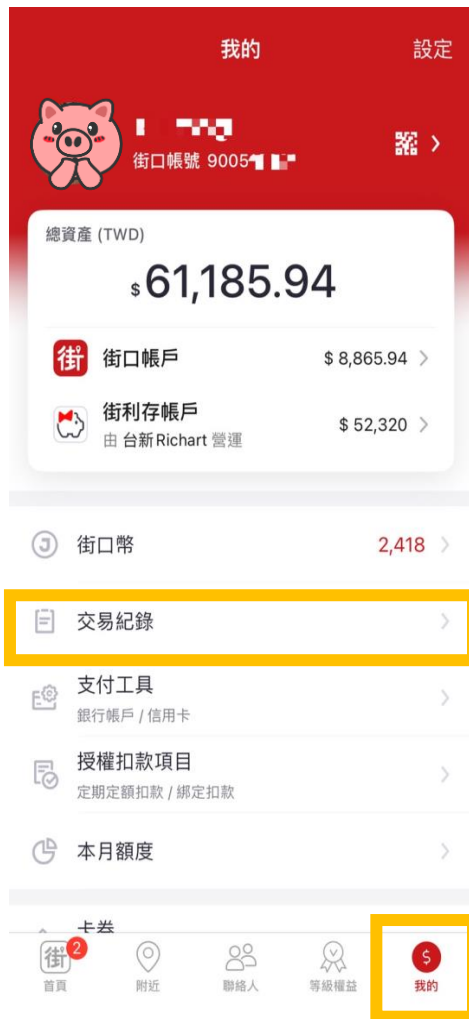 我的
設定
街口帳號 9005
總資產 (TWD)
$ 61,185.94
街 街口帳戶 $ 8,865.94
街利存帳戶 $ 52,320
由 台新 Richart 營運
J 街口幣 2,418
交易紀錄
支付工具
銀行帳戶 / 信用卡
授權扣款項目
定期定額扣款 / 綁定扣款
本月額度
卡券
街 2
$
首頁 附近 聯絡人 等級權益 我的